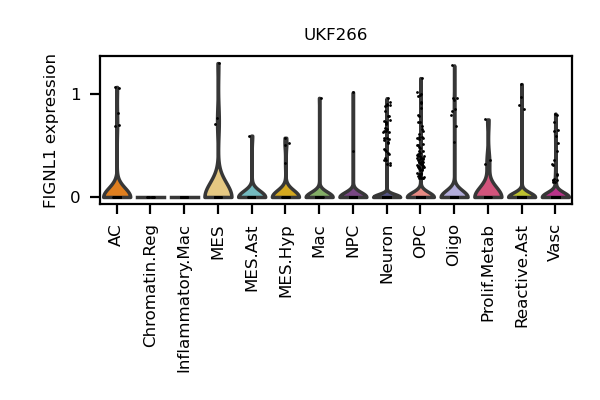 UKF266
FIGNL1 expression
1
0
AC
Chromatin.Reg
Inflammatory.Mac
MES
MES.Ast
MES.Hyp
Mac
NPC
Neuron
OPC
Oligo
Prolif.Metab
Reactive.Ast
Vasc